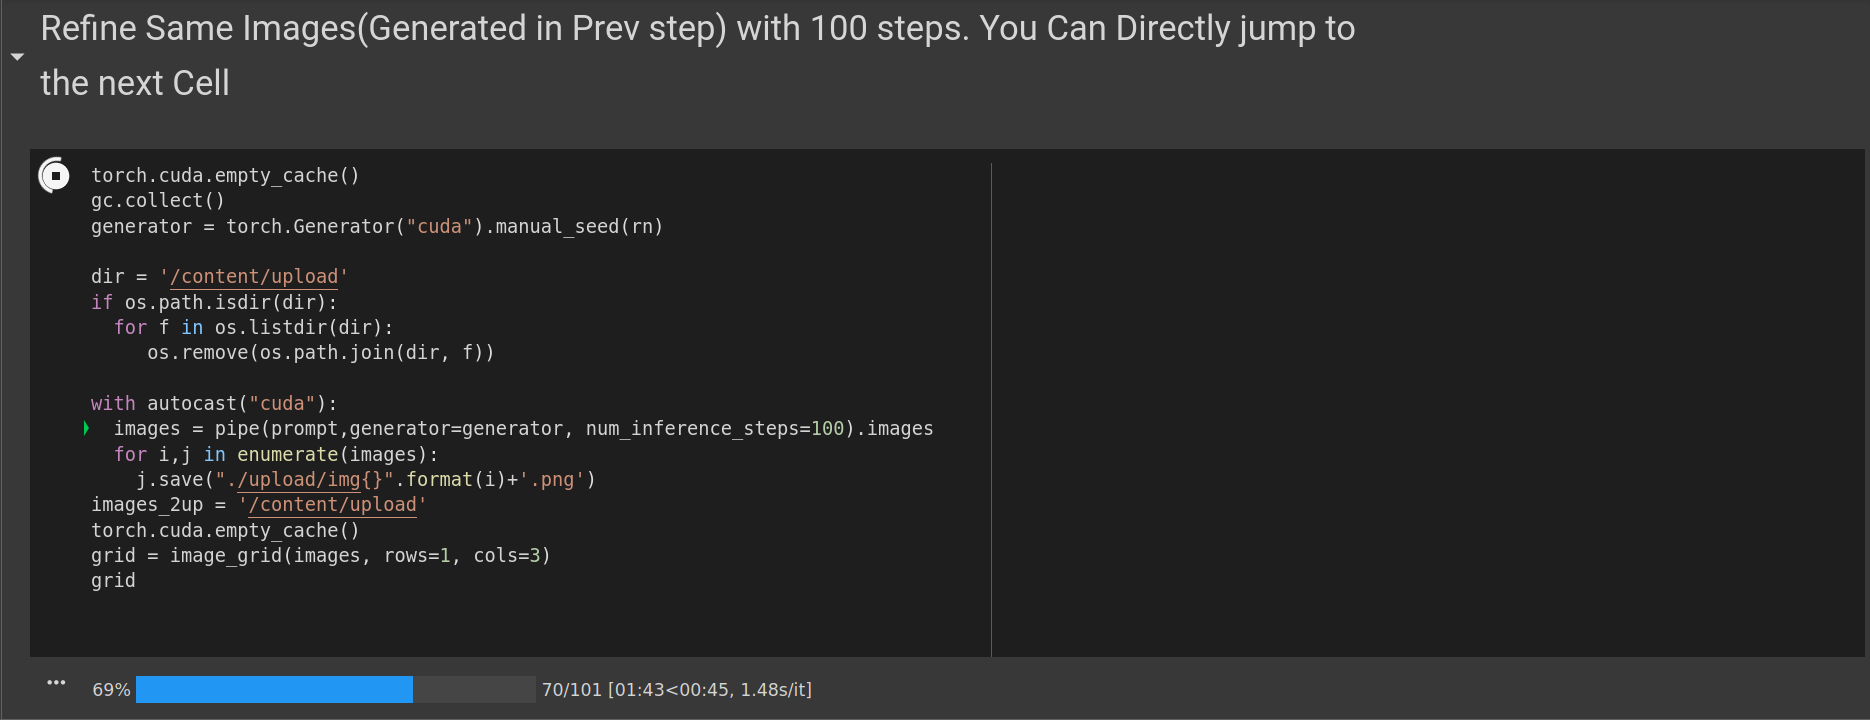 Refine Same Images(Generated in Prev step) with 100 steps. You Can Directly jump to
the next Cell
torch.cuda.empty_cache()
gc.collect()
generator = torch.Generator("cuda").manual_seed(rn)
dir = '/content/upload'
if os.path.isdir(dir):
  for f in os.listdir(dir):
     os.remove(os.path.join(dir, f))
with autocast("cuda"):
  images = pipe(prompt,generator=generator, num_inference_steps=100).images
  for i,j in enumerate(images):
    j.save("./upload/img{}".format(i)+'.png')
images_2up = '/content/upload'
torch.cuda.empty_cache()
grid = image_grid(images, rows=1, cols=3)
grid
69% 70/101 [01:43<00:45, 1.48s/it]